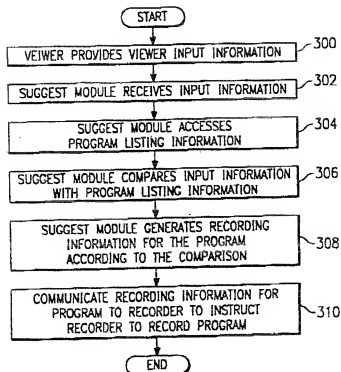 START
VEIWER PROVIDES VIEWER INPUT INFORMATION
300
SUGGEST MODULE RECEIVES INPUT INFORMATION
302
SUGGEST MODULE ACCESSES
PROGRAM LISTING INFORMATION
304
SUGGEST MODULE COMPARES INPUT INFORMATION
WITH PROGRAM LISTING INFORMATION
306
SUGGEST MODULE GENERATES RECORDING
INFORMATION FOR THE PROGRAM
ACCORDING TO THE COMPARISON
308
COMMUNICATE RECORDING INFORMATION FOR
PROGRAM TO RECORDER TO INSTRUCT
RECORDER TO RECORD PROGRAM
310
END